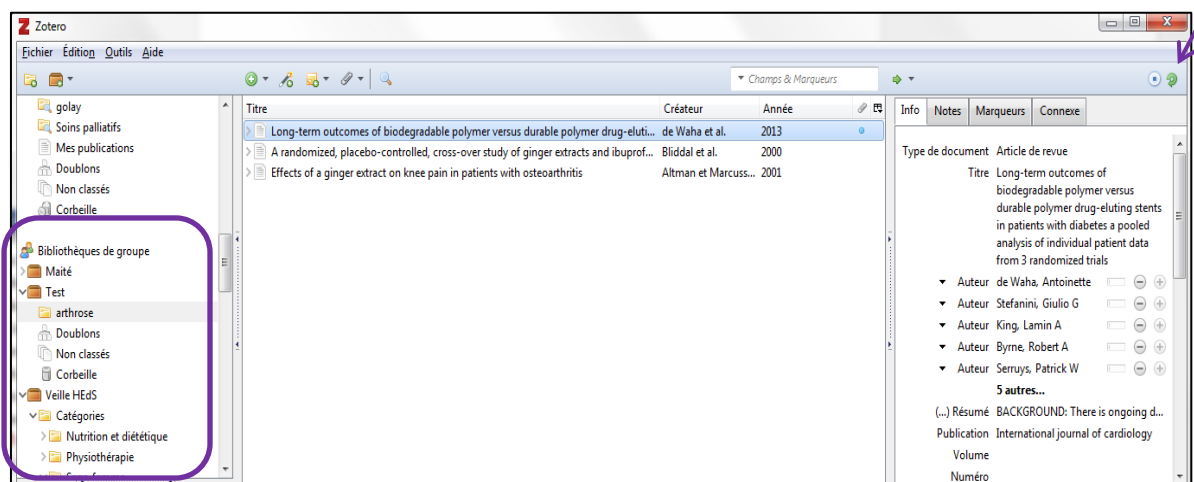 Zotero
Fichier Édition Outils Aide
Champs & Marqueurs
golay
Soins palliatifs
Mes publications
Doublons
Non classés
Corbeille
Bibliothèques de groupe
Maité
Test
arthrose
Doublons
Non classés
Corbeille
Veille HEdS
Catégories
Nutrition et diététique
Physiothérapie
Titre Créateur Année
Long-term outcomes of biodegradable polymer versus durable polymer drug-eluti... de Waha et al. 2013
A randomized, placebo-controlled, cross-over study of ginger extracts and ibuprof... Bliddal et al. 2000
Effects of a ginger extract on knee pain in patients with osteoarthritis Altman et Marcuss... 2001
Info Notes Marqueurs Connexe
Type de document Article de revue
Titre Long-term outcomes of
biodegradable polymer versus
durable polymer drug-eluting stents
in patients with diabetes a pooled
analysis of individual patient data
from 3 randomized trials
Auteur de Waha, Antoinette
Auteur Stefanini, Giulio G
Auteur King, Lamin A
Auteur Byrne, Robert A
Auteur Serruys, Patrick W
5 autres...
(...) Résumé BACKGROUND: There is ongoing d...
Publication International journal of cardiology
Volume
Numéro